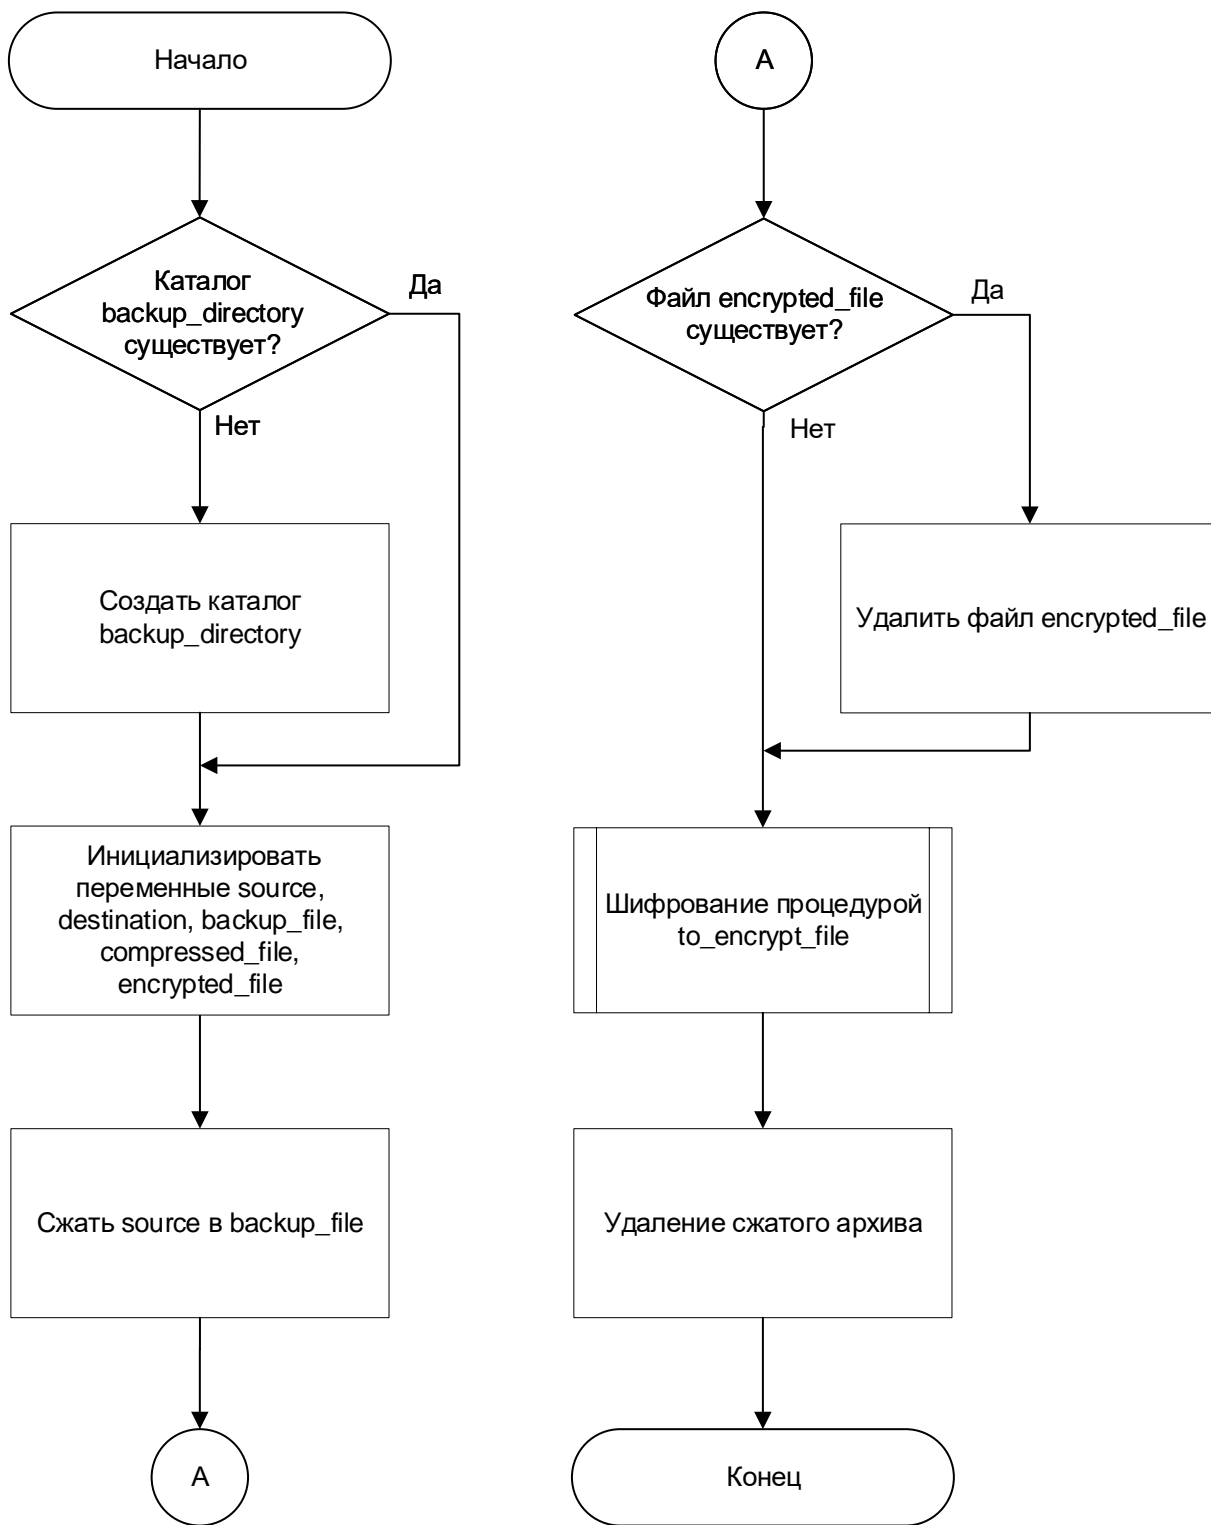 Начало
Каталог
backup_directory
существует?
Да
Нет
Создать каталог
backup_directory
Инициализировать
переменные source,
destination, backup_file,
compressed_file,
encrypted_file
Сжать source в backup_file
А
А
Файл encrypted_file
существует?
Да
Нет
Удалить файл encrypted_file
Шифрование процедурой
to_encrypt_file
Удаление сжатого архива
Конец